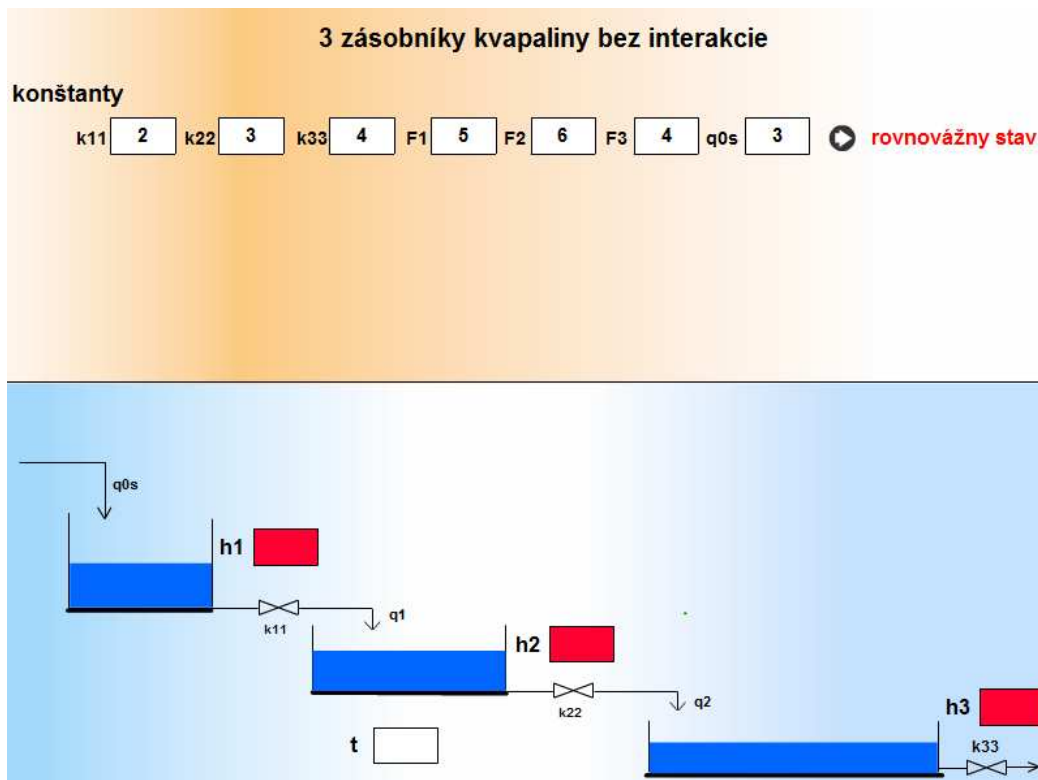 3 zásobníky kvapaliny bez interakcie
konštanty
k11 2 k22 3 k33 4 F1 5 F2 6 F3 4 q0s 3 rovnovážny stav
q0s
h1
k11
q1
h2
k22
q2
h3
k33
t